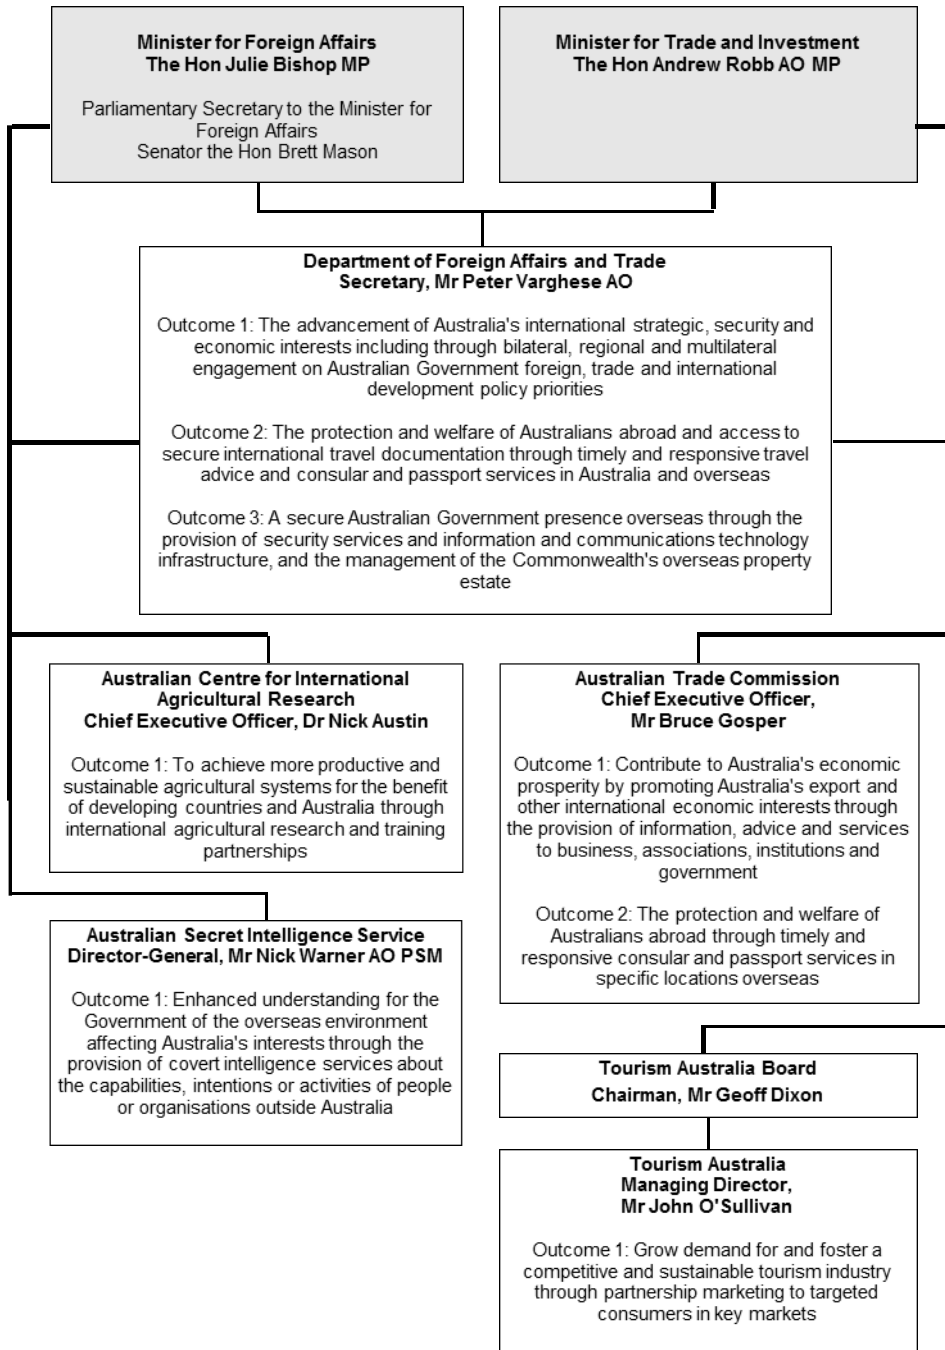 Minister for Foreign Affairs
The Hon Julie Bishop MP
Parliamentary Secretary to the Minister for
Foreign Affairs
Senator the Hon Brett Mason
Minister for Trade and Investment
The Hon Andrew Robb AO MP
Department of Foreign Affairs and Trade
Secretary, Mr Peter Varghese AO
Outcome 1: The advancement of Australia's international strategic, security and
economic interests including through bilateral, regional and multilateral
engagement on Australian Government foreign, trade and international
development policy priorities
Outcome 2: The protection and welfare of Australians abroad and access to
secure international travel documentation through timely and responsive travel
advice and consular and passport services in Australia and overseas
Outcome 3: A secure Australian Government presence overseas through the
provision of security services and information and communications technology
infrastructure, and the management of the Commonwealth's overseas property
estate
Australian Centre for International
Agricultural Research
Chief Executive Officer, Dr Nick Austin
Outcome 1: To achieve more productive and
sustainable agricultural systems for the benefit
of developing countries and Australia through
international agricultural research and training
partnerships
Australian Trade Commission
Chief Executive Officer,
Mr Bruce Gosper
Outcome 1: Contribute to Australia's economic
prosperity by promoting Australia's export and
other international economic interests through
the provision of information, advice and services
to business, associations, institutions and
government
Outcome 2: The protection and welfare of
Australians abroad through timely and
responsive consular and passport services in
specific locations overseas
Australian Secret Intelligence Service
Director-General, Mr Nick Warner AO PSM
Outcome 1: Enhanced understanding for the
Government of the overseas environment
affecting Australia's interests through the
provision of covert intelligence services about
the capabilities, intentions or activities of people
or organisations outside Australia
Tourism Australia Board
Chairman, Mr Geoff Dixon
Tourism Australia
Managing Director,
Mr John O'Sullivan
Outcome 1: Grow demand for and foster a
competitive and sustainable tourism industry
through partnership marketing to targeted
consumers in key markets